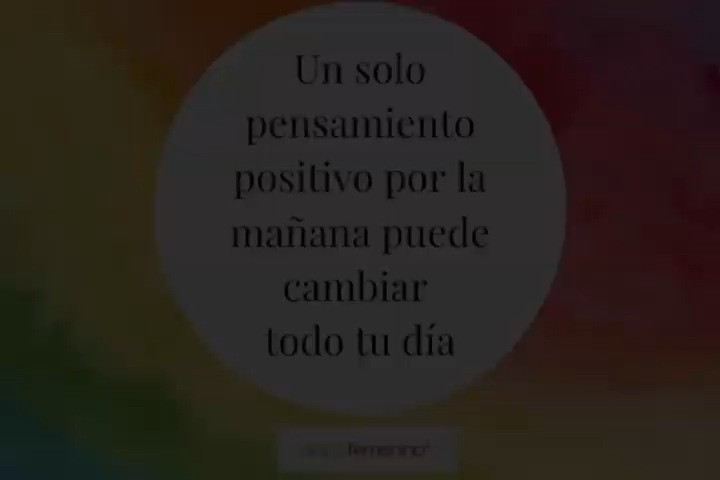 Un solo
pensamiento
positivo por la
mañana puede
cambiar
todo tu día